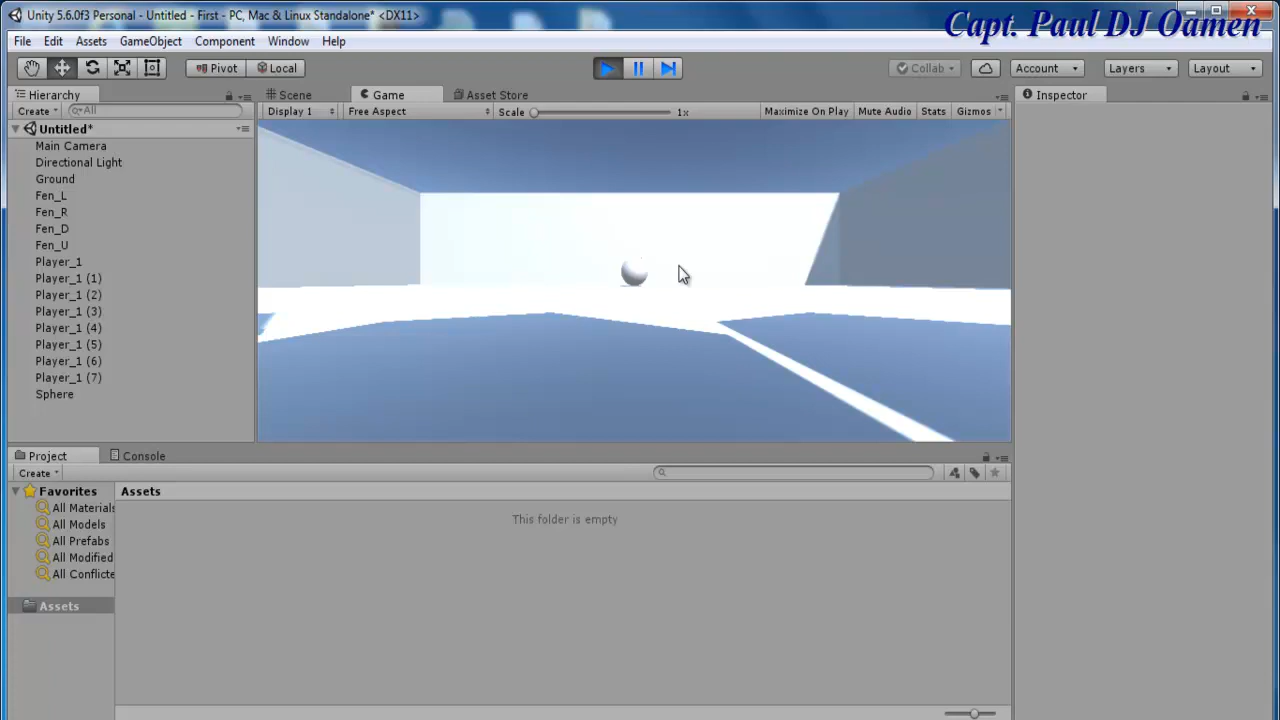 Unity 5.6.0f3 Personal - Untitled - First - PC, Mac & Linux Standalone* <DX11>
Capt. Paul DJ Oamen
File Edit Assets GameObject Component Window Help
Pivot Local Collab Account Layers Layout
Hierarchy Scene Game Asset Store Inspector
Create All Display 1 Free Aspect Scale 1x Maximize On Play Mute Audio Stats Gizmos
Untitled*
Main Camera
Directional Light
Ground
Fen_L
Fen_R
Fen_D
Fen_U
Player_1
Player_1 (1)
Player_1 (2)
Player_1 (3)
Player_1 (4)
Player_1 (5)
Player_1 (6)
Player_1 (7)
Sphere
Project Console
Create
Favorites Assets
All Materials
This folder is empty
All Models
All Prefabs
All Modified
All Conflicte
Assets